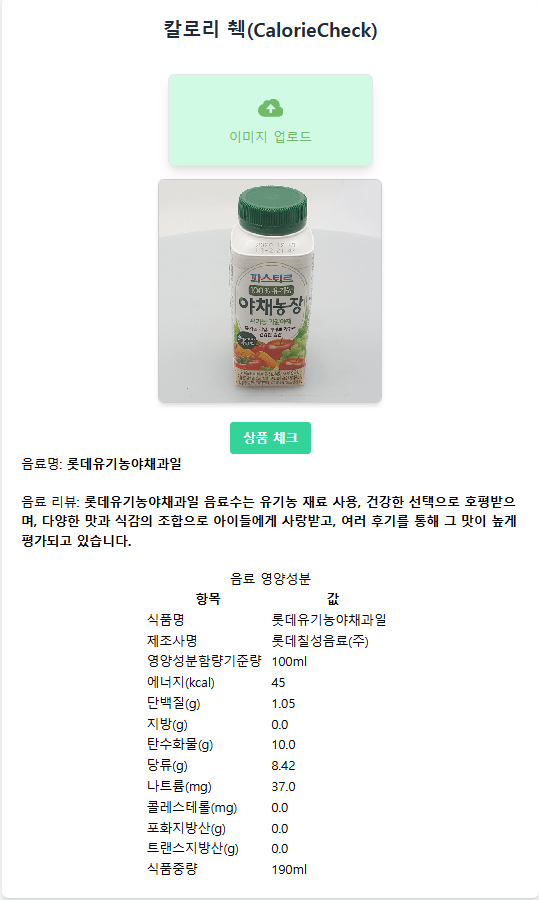 칼로리 췍(CalorieCheck)
이미지 업로드
파스퇴르
100% 유기농
야채농장
상품 체크
음료명: 롯데유기농야채과일
음료 리뷰: 롯데유기농야채과일 음료수는 유기농 재료 사용, 건강한 선택으로 호평받으
며, 다양한 맛과 식감의 조합으로 아이들에게 사랑받고, 여러 후기를 통해 그 맛이 높게
평가되고 있습니다.
음료 영양성분
항목 값
식품명 롯데유기농야채과일
제조사명 롯데칠성음료(주)
영양성분함량기준량 100ml
에너지(kcal) 45
단백질(g) 1.05
지방(g) 0.0
탄수화물(g) 10.0
당류(g) 8.42
나트륨(mg) 37.0
콜레스테롤(mg) 0.0
포화지방산(g) 0.0
트랜스지방산(g) 0.0
식품중량 190ml